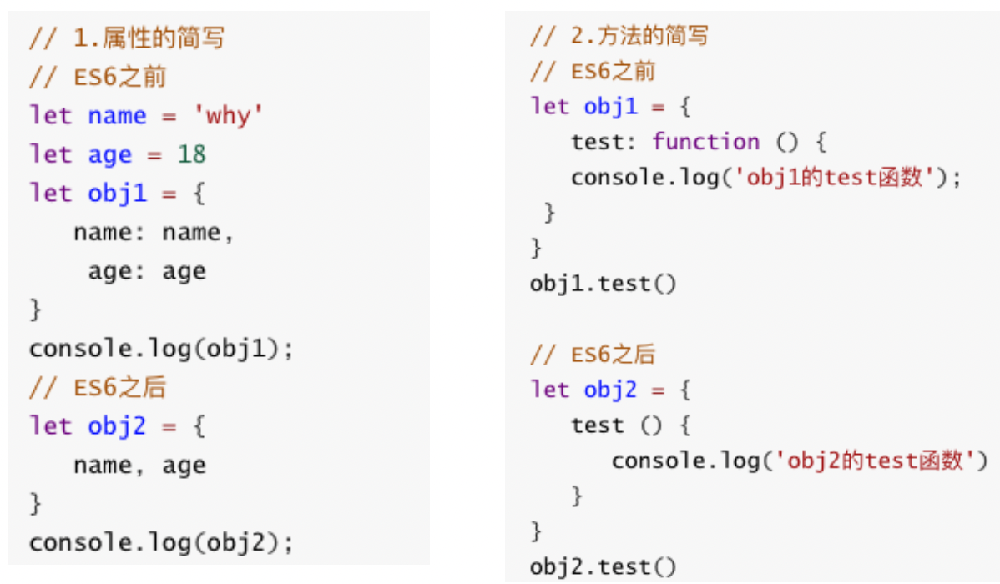 // 1.属性的简写
// ES6之前
let name = 'why'
let age = 18
let obj1 = {
   name: name,
    age: age
}
console.log(obj1);
// ES6之后
let obj2 = {
   name, age
}
console.log(obj2);
// 2.方法的简写
// ES6之前
let obj1 = {
   test: function () {
   console.log('obj1的test函数');
 }
}
obj1.test()

// ES6之后
let obj2 = {
   test () {
      console.log('obj2的test函数')
   }
}
obj2.test()